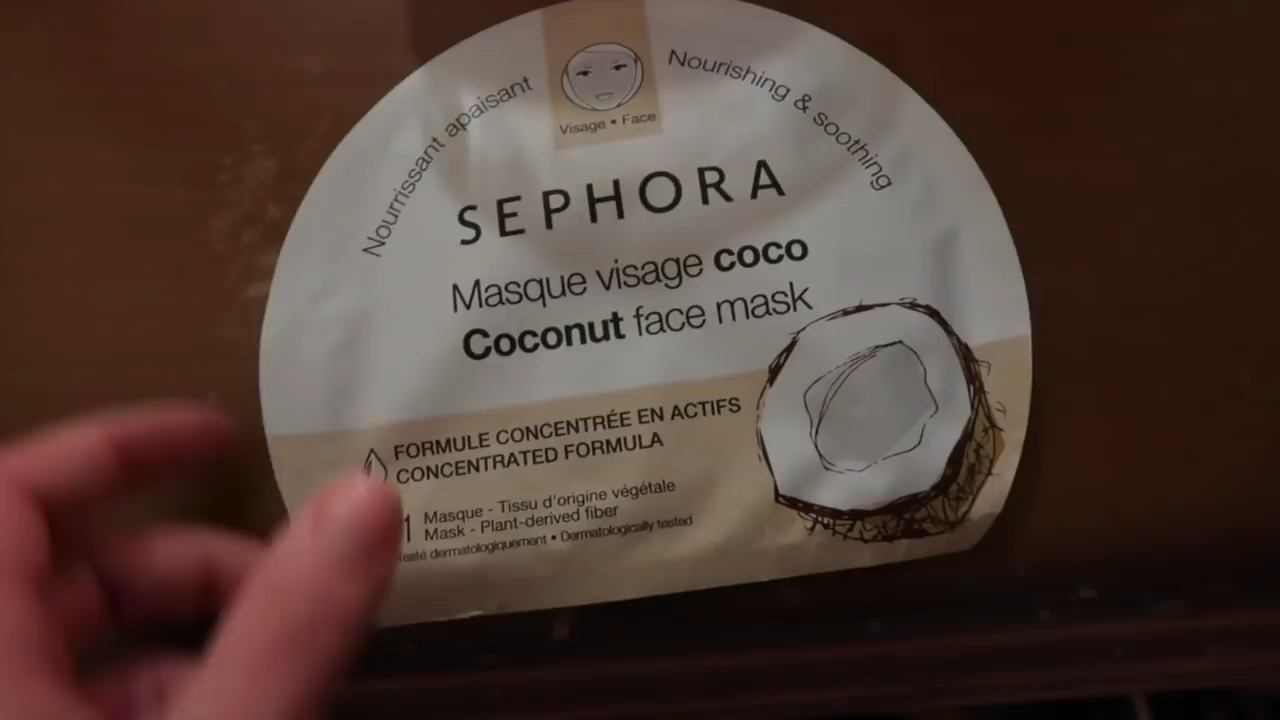 Visage • Face
Nourrissant apaisant
Nourishing & soothing
SEPHORA
Masque visage coco
Coconut face mask
FORMULE CONCENTRÉE EN ACTIFS
CONCENTRATED FORMULA
1 Masque - Tissu d'origine végétale
Mask - Plant-derived fiber
Testé dermatologiquement • Dermatologically tested